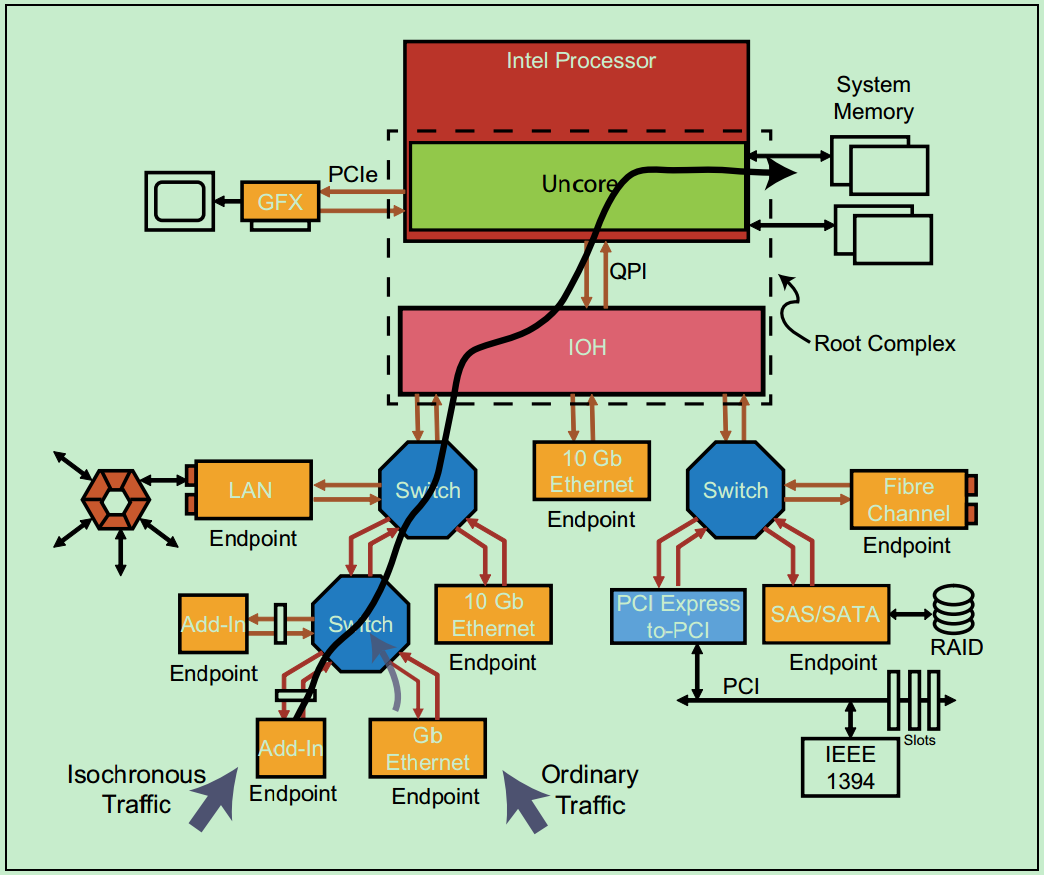 Intel Processor
System
Memory
Uncore
PCIe
GFX
QPI
Root Complex
IOH
LAN
Endpoint
Switch
10 Gb
Ethernet
Endpoint
Switch
Fibre
Channel
Endpoint
Add-In
Endpoint
Switch
10 Gb
Ethernet
Endpoint
PCI Express
to-PCI
SAS/SATA
Endpoint
RAID
PCI
Slots
IEEE
1394
Add-In
Endpoint
Gb
Ethernet
Endpoint
Isochronous
Traffic
Ordinary
Traffic